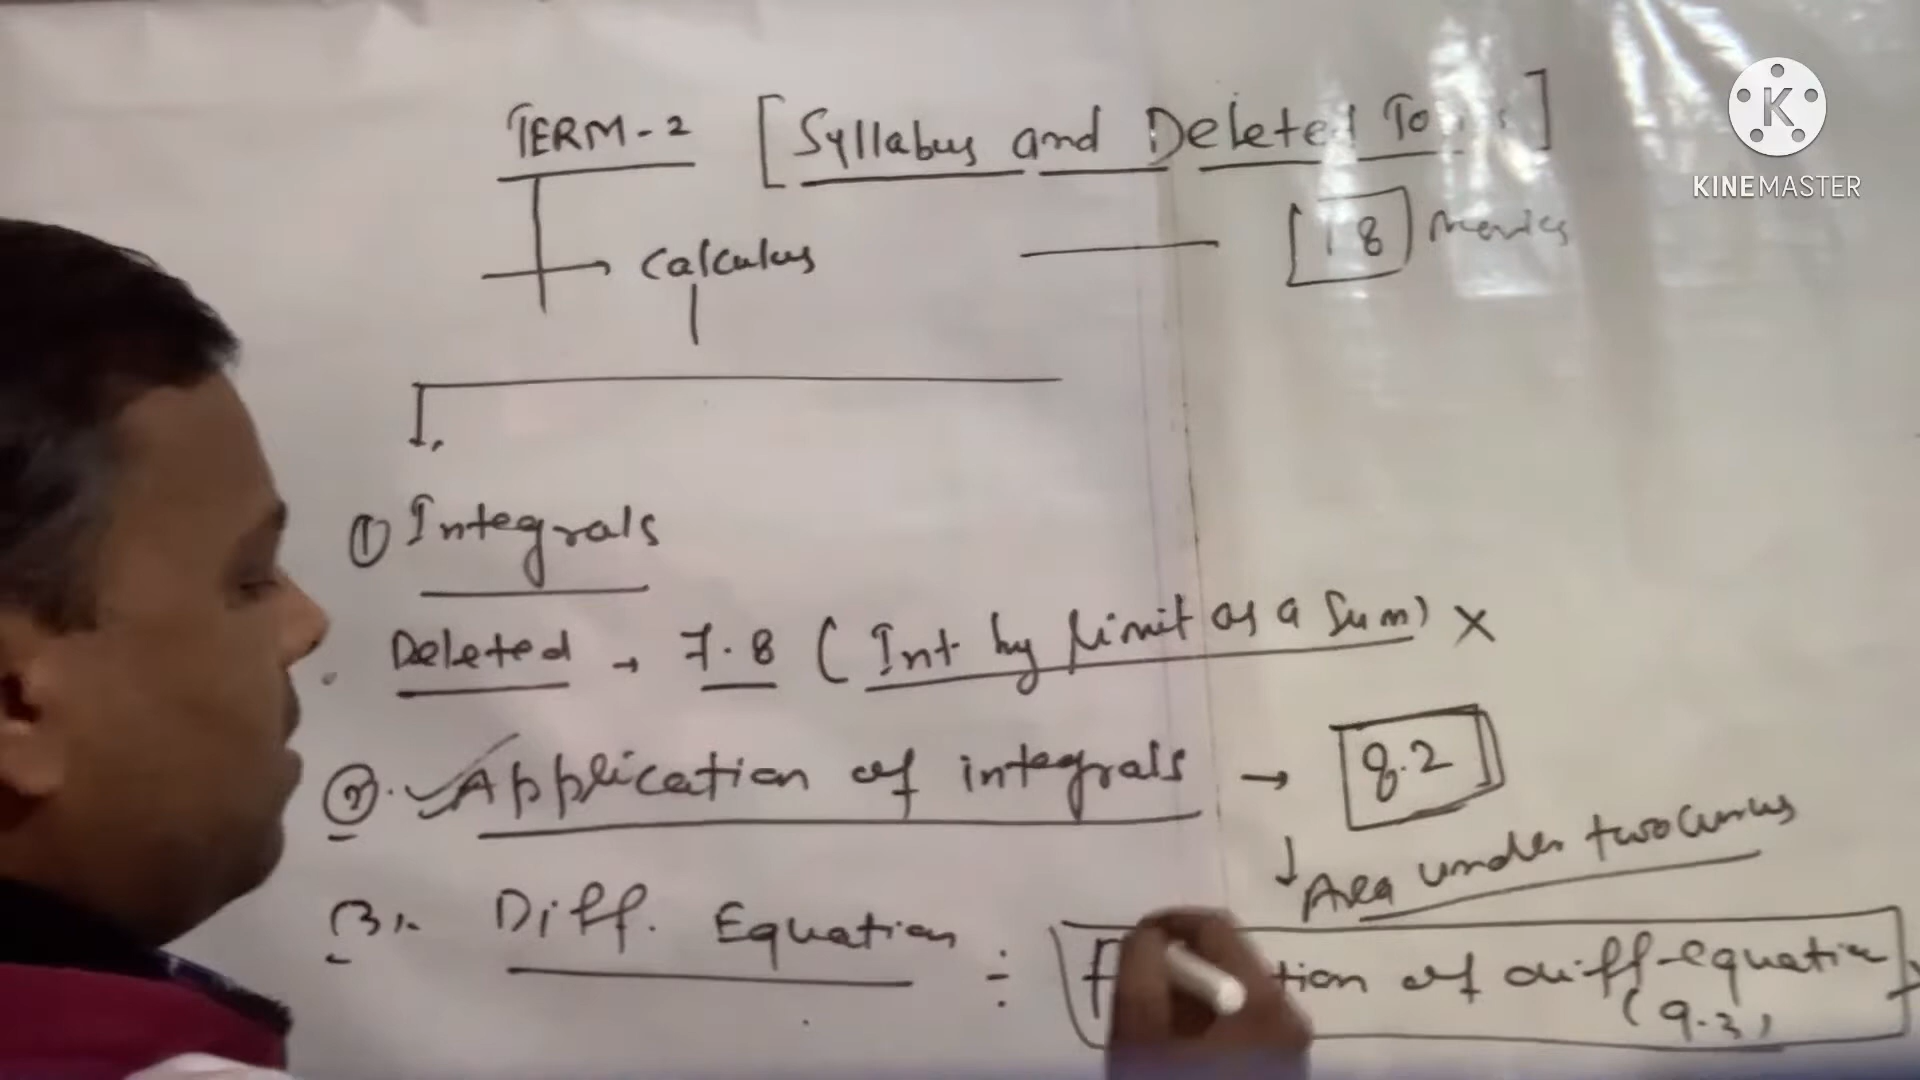 TERM-2 [Syllabus and Deleted To]
KINEMASTER
Calculus [18]
① Integrals
Deleted → 7.8 (Int by limit as a Sum) X
②. Application of integrals → 8.2
↓ Area under two curves
(3). Diff. Equation ÷ tion of diff-equation
(9.3)